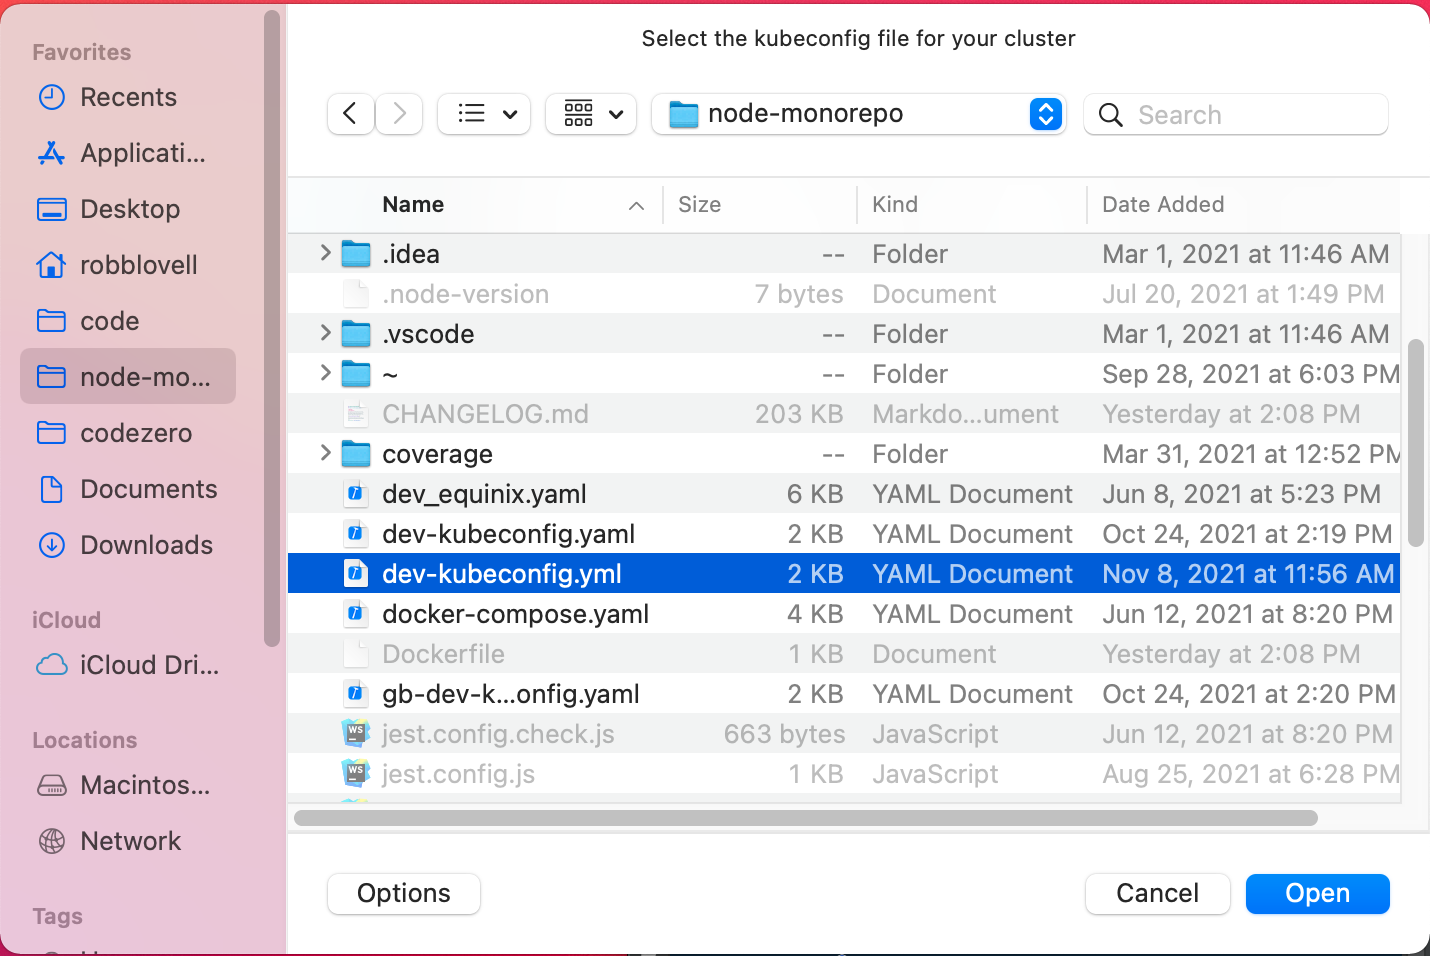 Select the kubeconfig file for your cluster
Favorites
Recents
Applicati...
Desktop
robblovell
code
node-mo...
codezero
Documents
Downloads
iCloud
iCloud Dri...
Locations
Macintos...
Network
Tags
node-monorepo
Search
Name Size Kind Date Added
.idea -- Folder Mar 1, 2021 at 11:46 AM
.node-version 7 bytes Document Jul 20, 2021 at 1:49 PM
.vscode -- Folder Mar 1, 2021 at 11:46 AM
~ -- Folder Sep 28, 2021 at 6:03 PM
CHANGELOG.md 203 KB Markdo...ument Yesterday at 2:08 PM
coverage -- Folder Mar 31, 2021 at 12:52 PM
dev_equinix.yaml 6 KB YAML Document Jun 8, 2021 at 5:23 PM
dev-kubeconfig.yaml 2 KB YAML Document Oct 24, 2021 at 2:19 PM
dev-kubeconfig.yml 2 KB YAML Document Nov 8, 2021 at 11:56 AM
docker-compose.yaml 4 KB YAML Document Jun 12, 2021 at 8:20 PM
Dockerfile 1 KB Document Yesterday at 2:08 PM
gb-dev-k...onfig.yaml 2 KB YAML Document Oct 24, 2021 at 2:20 PM
WS jest.config.check.js 663 bytes JavaScript Jun 12, 2021 at 8:20 PM
WS jest.config.js 1 KB JavaScript Aug 25, 2021 at 6:28 PM
Options
Cancel
Open